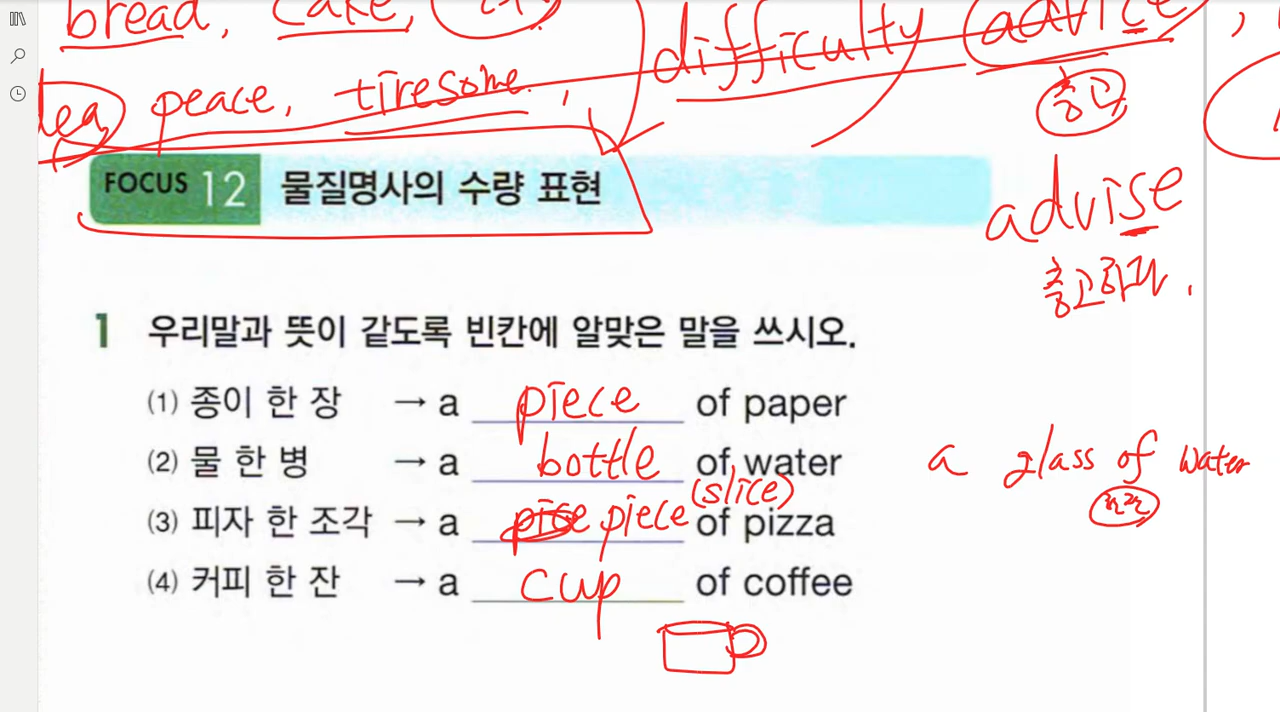 bread, cake,
difficulty advice,
tea, peace, tiresome.
충고
FOCUS 12 물질명사의 수량 표현
advise
충고하다.
1 우리말과 뜻이 같도록 빈칸에 알맞은 말을 쓰시오.
(1) 종이 한 장 → a piece of paper
(2) 물 한 병 → a bottle of water
a glass of water
(slice)
(3) 피자 한 조각 → a piece of pizza
(4) 커피 한 잔 → a cup of coffee